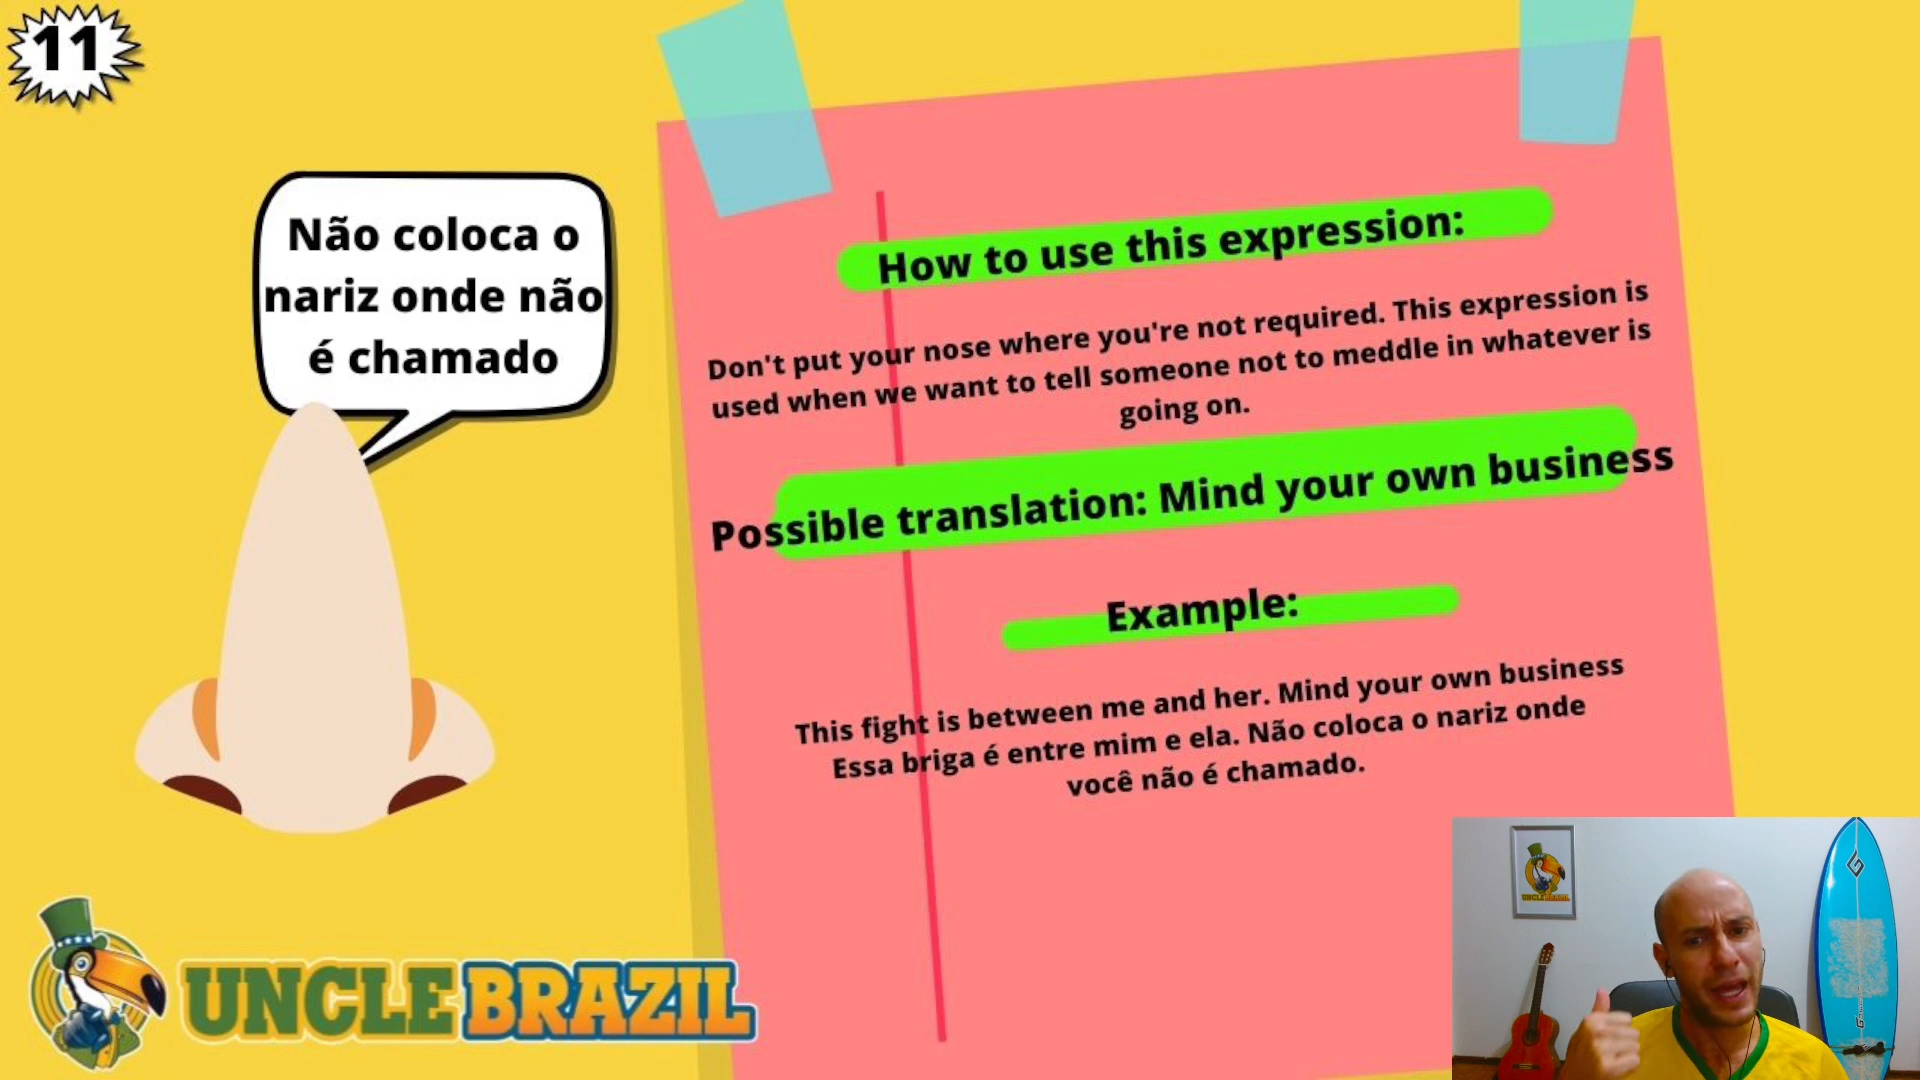 11
Não coloca o
nariz onde não
é chamado
How to use this expression:
Don't put your nose where you're not required. This expression is
used when we want to tell someone not to meddle in whatever is
going on.
Possible translation: Mind your own business
Example:
This fight is between me and her. Mind your own business
Essa briga é entre mim e ela. Não coloca o nariz onde
você não é chamado.
UNCLE BRAZIL
UNCLE BRAZIL